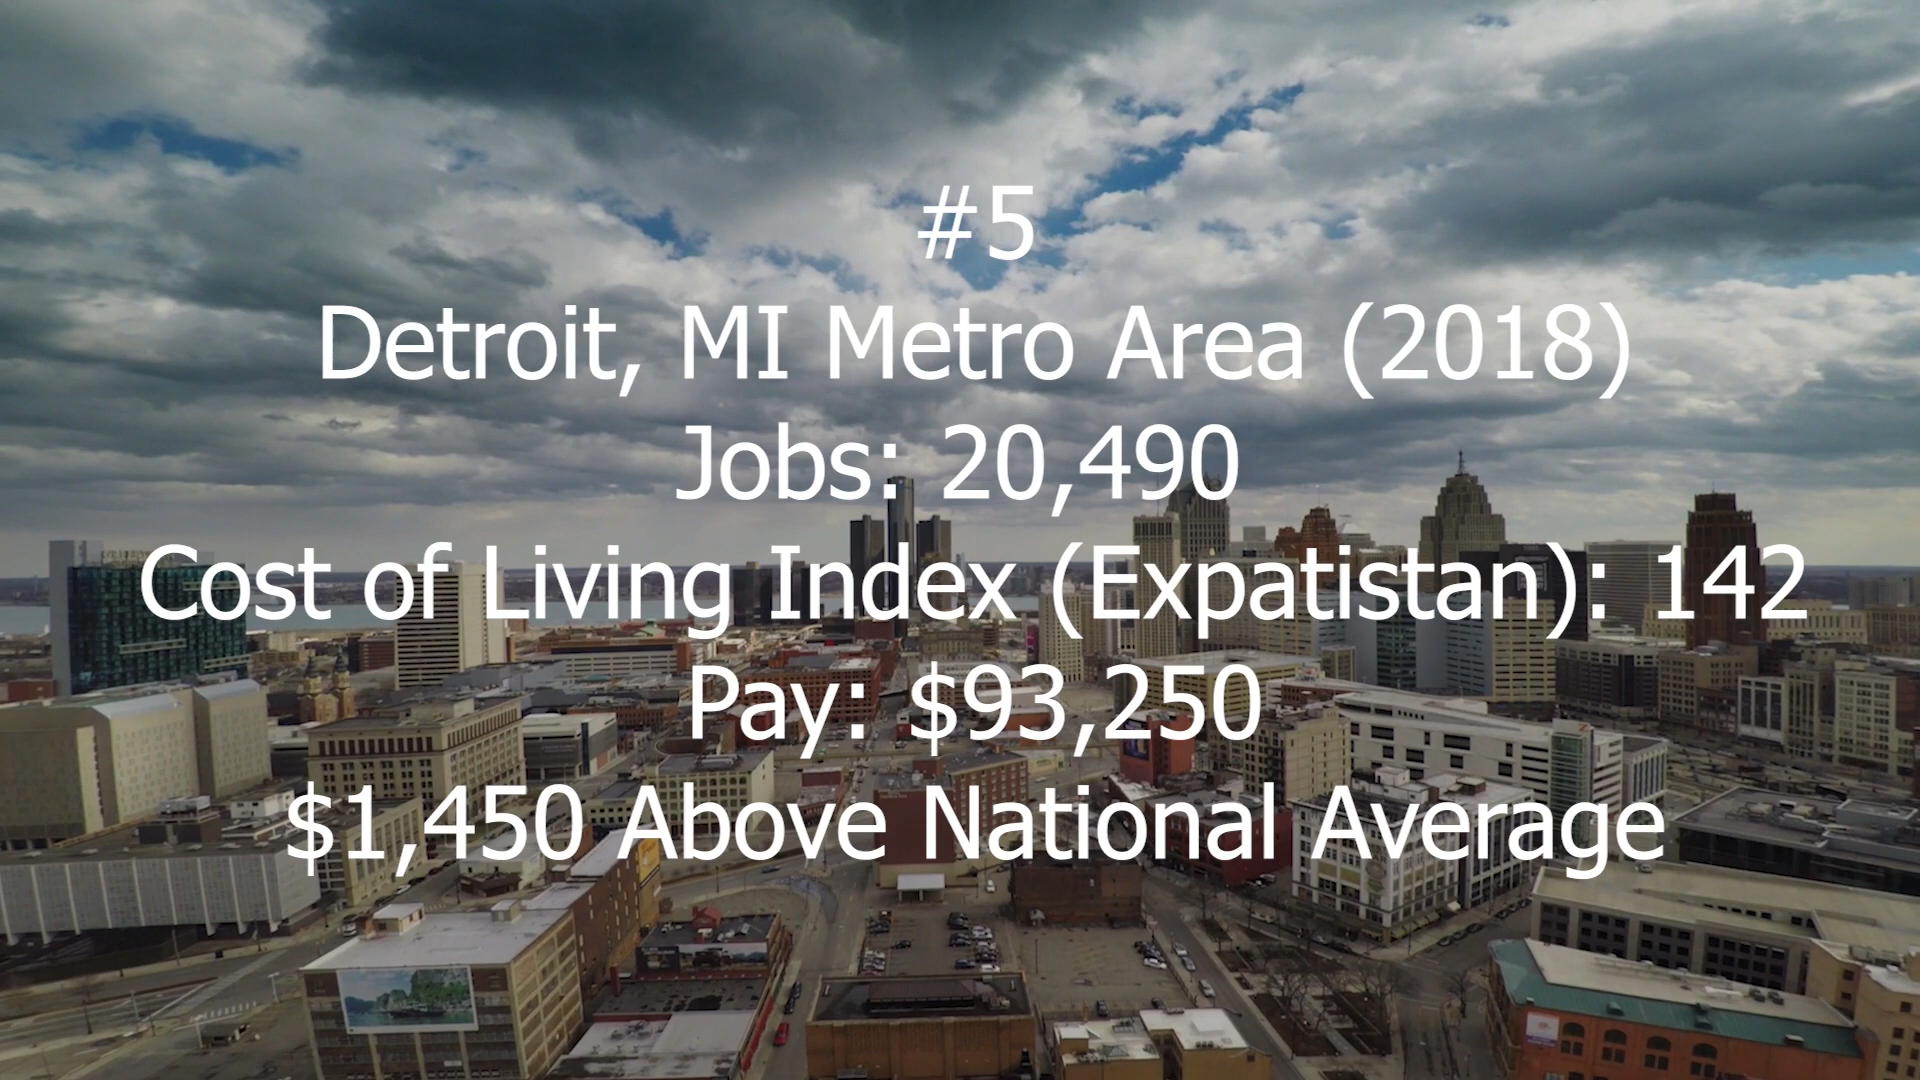 #5
Detroit, MI Metro Area (2018)
Jobs: 20,490
Cost of Living Index (Expatistan): 142
Pay: $93,250
$1,450 Above National Average